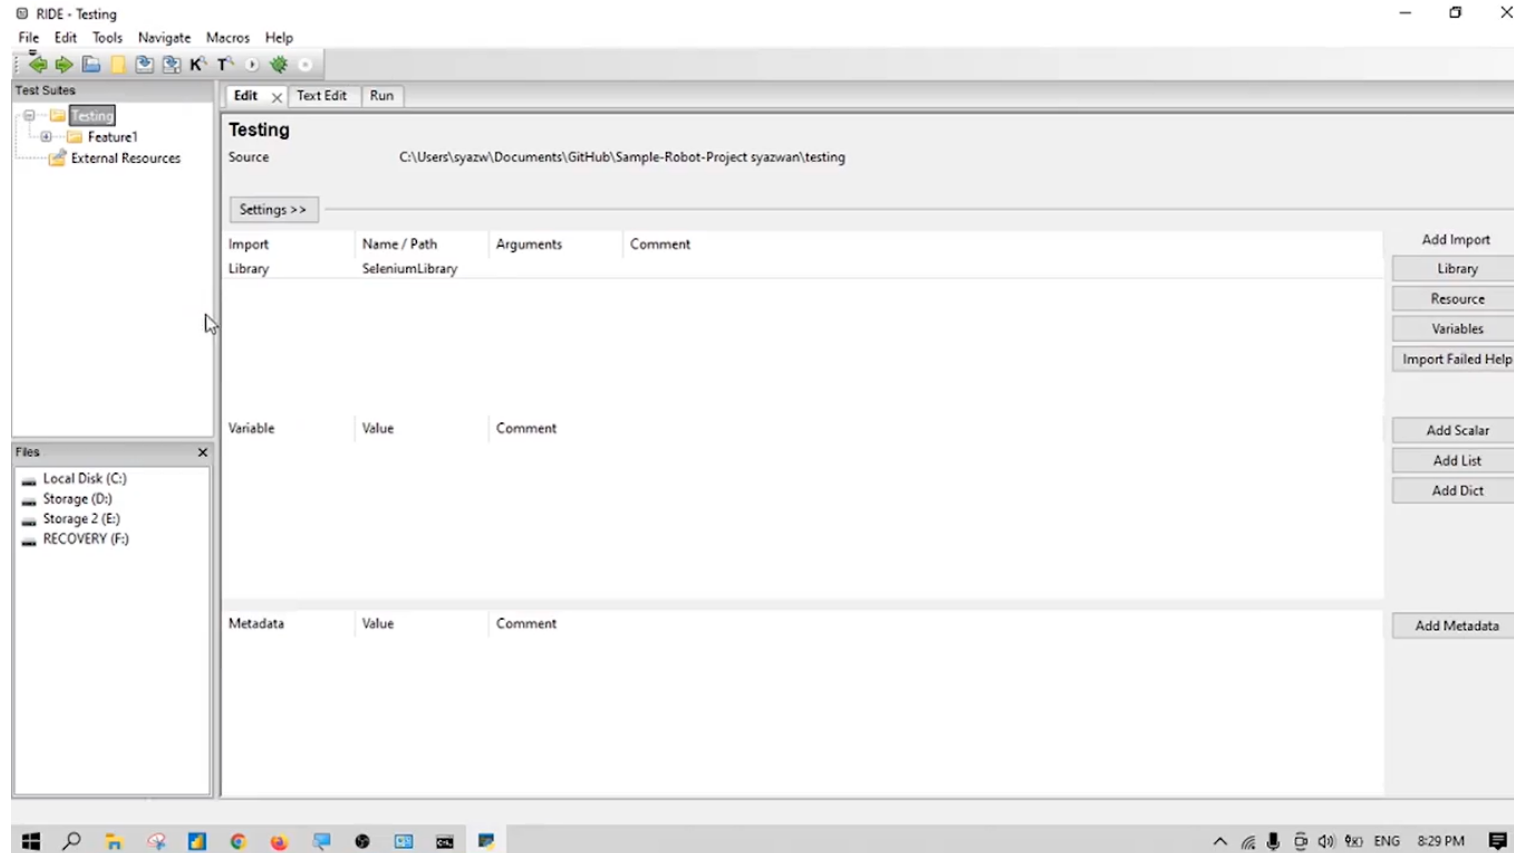 RIDE - Testing
File Edit Tools Navigate Macros Help
K T
Test Suites
Testing
Feature1
External Resources
Edit Text Edit Run
Testing
Source C:\Users\syazw\Documents\GitHub\Sample-Robot-Project syazwan\testing
Settings >>
Import Name / Path Arguments Comment
Library SeleniumLibrary
Add Import
Library
Resource
Variables
Import Failed Help
Variable Value Comment
Add Scalar
Add List
Add Dict
Metadata Value Comment
Add Metadata
Files
Local Disk (C:)
Storage (D:)
Storage 2 (E:)
RECOVERY (F:)
ENG 8:29 PM